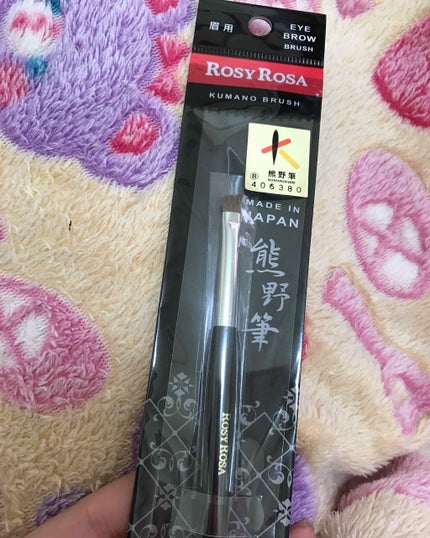 眉用
EYE
BROW
BRUSH
ROSY ROSA
KUMANO BRUSH
熊野筆
Ⓑ
405380
MADE IN
JAPAN
熊野筆
ROSY ROSA